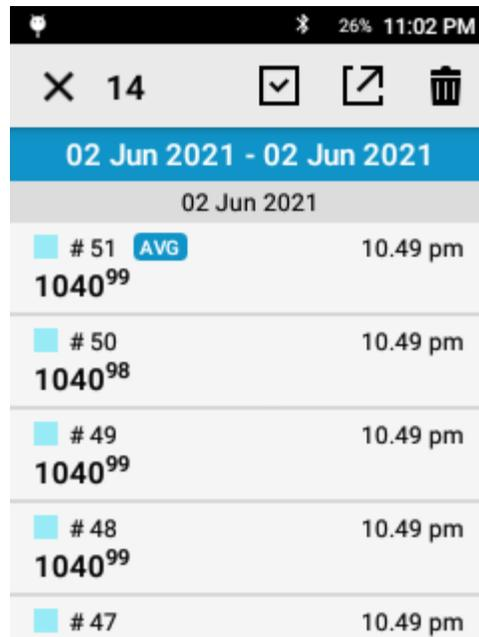 26% 11:02 PM
14
02 Jun 2021 - 02 Jun 2021
02 Jun 2021
# 51 AVG 10.49 pm
1040⁹⁹
# 50 10.49 pm
1040⁹⁸
# 49 10.49 pm
1040⁹⁹
# 48 10.49 pm
1040⁹⁹
# 47 10.49 pm